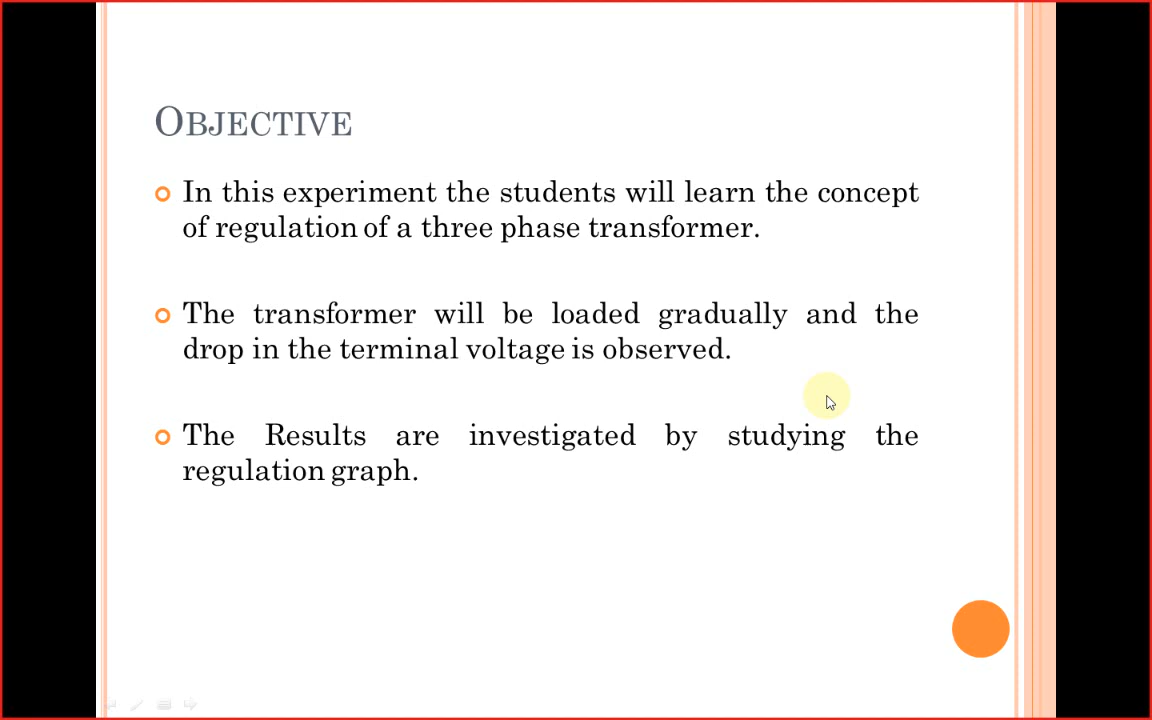 OBJECTIVE
In this experiment the students will learn the concept
of regulation of a three phase transformer.
The transformer will be loaded gradually and the
drop in the terminal voltage is observed.
The Results are investigated by studying the
regulation graph.